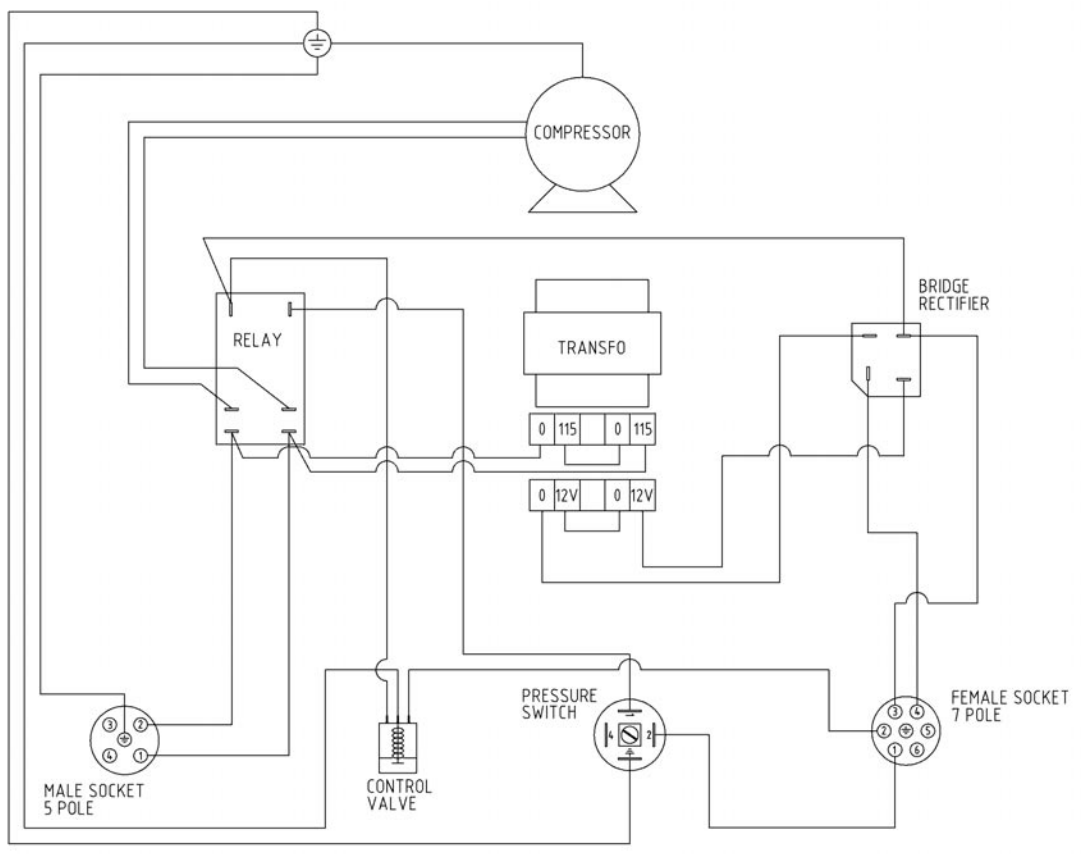 COMPRESSOR
BRIDGE
RECTIFIER
RELAY
TRANSFO
0 115 0 115
0 12V 0 12V
PRESSURE
SWITCH
1
4 2
FEMALE SOCKET
7 POLE
3 4
2 5
1 6
3 2
4 1
MALE SOCKET
5 POLE
CONTROL
VALVE